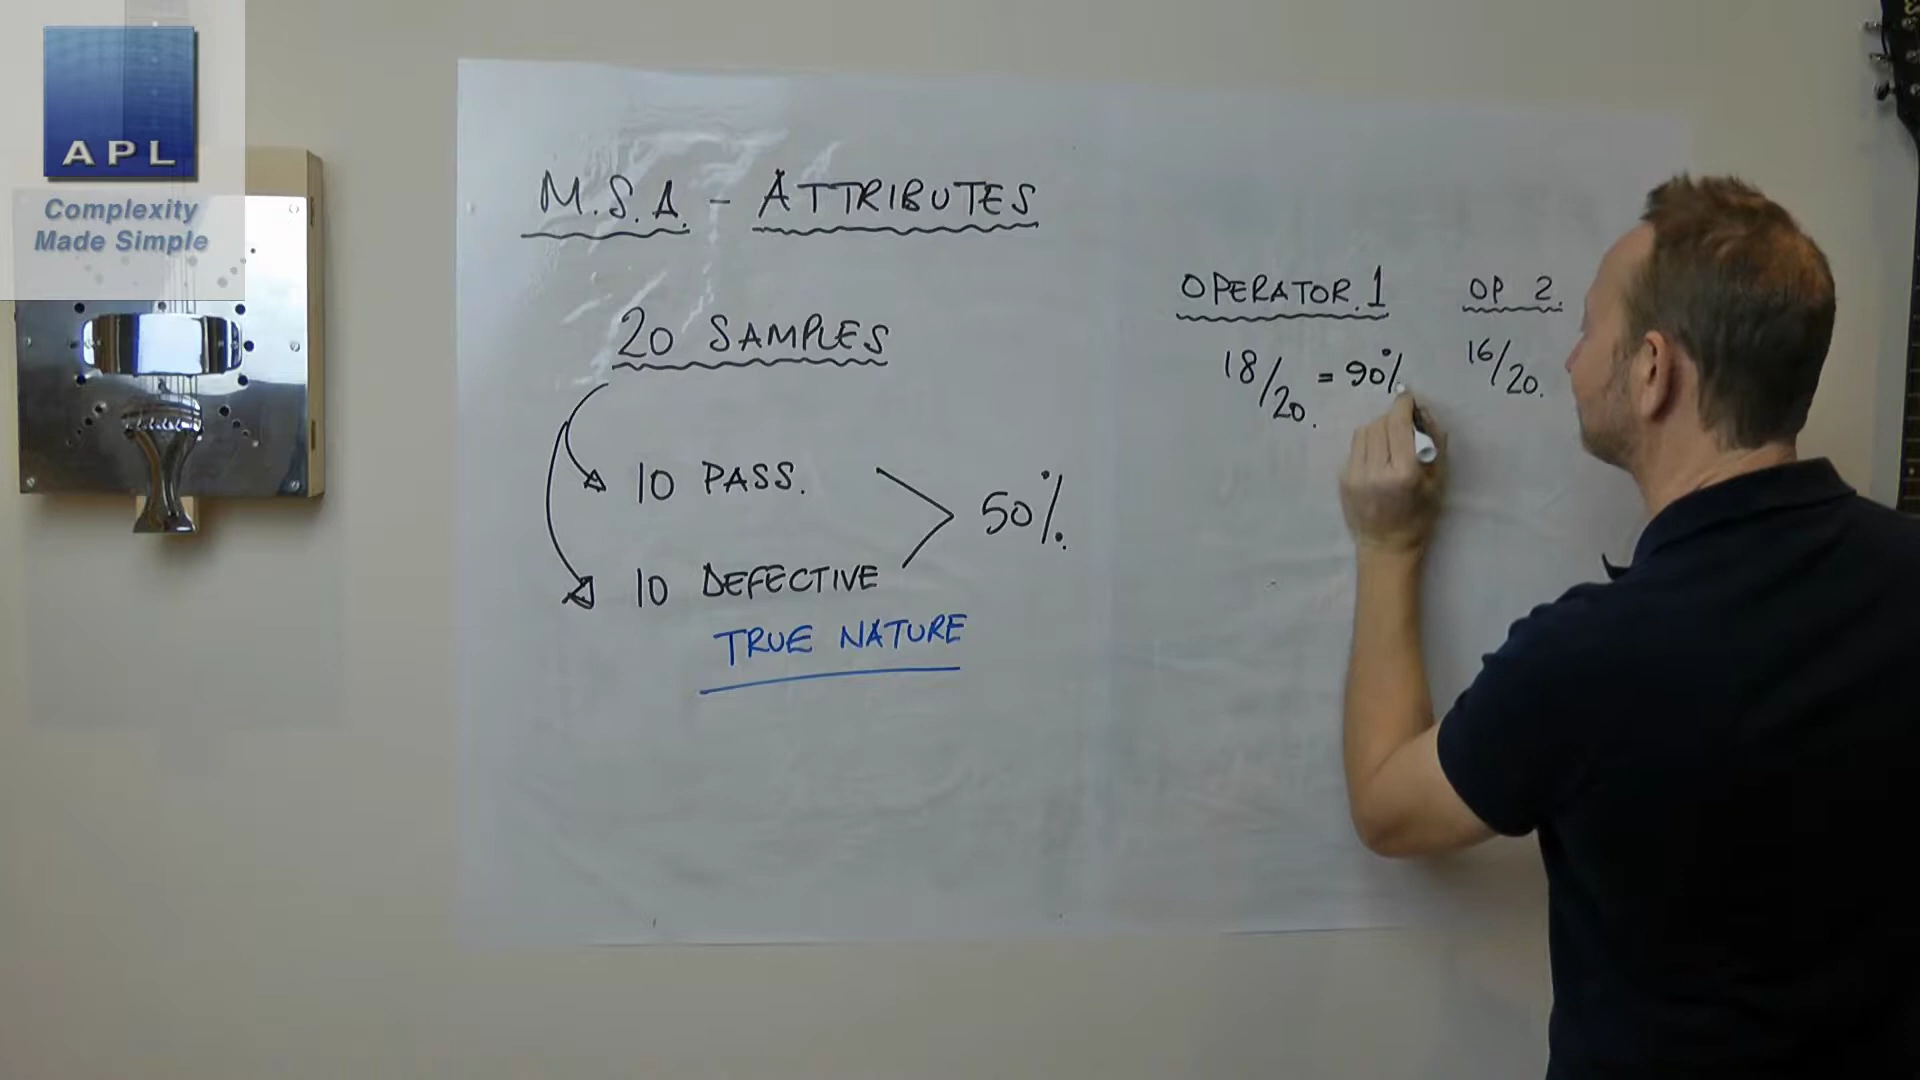 APL
Complexity
Made Simple
M.S.A. - ATTRIBUTES
20 SAMPLES
10 PASS.
10 DEFECTIVE
50%.
TRUE NATURE
OPERATOR.1
18/20. = 90%
OP 2.
16/20.